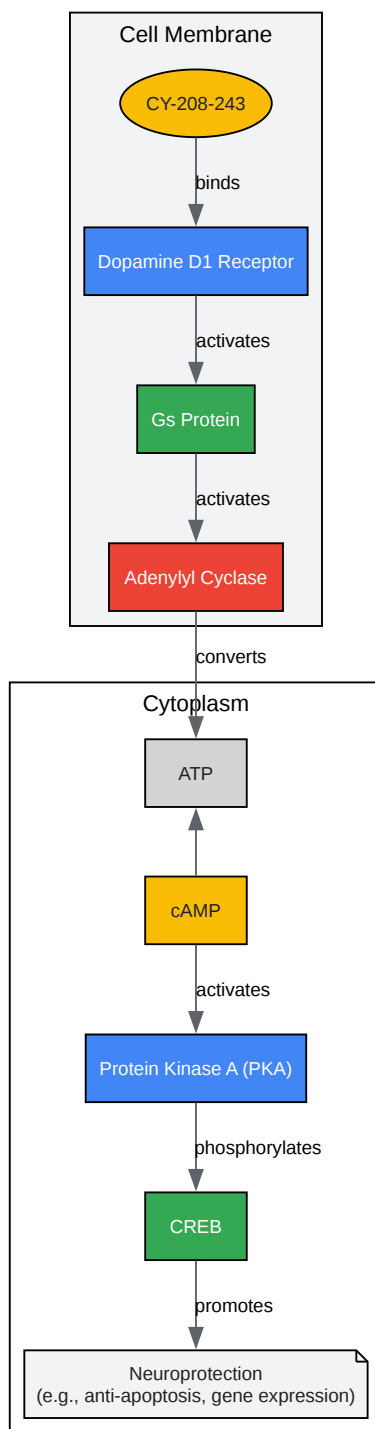 Cell Membrane
CY-208-243
binds
Dopamine D1 Receptor
activates
Gs Protein
activates
Adenylyl Cyclase
converts
Cytoplasm
ATP
cAMP
activates
Protein Kinase A (PKA)
phosphorylates
CREB
promotes
Neuroprotection
(e.g., anti-apoptosis, gene expression)